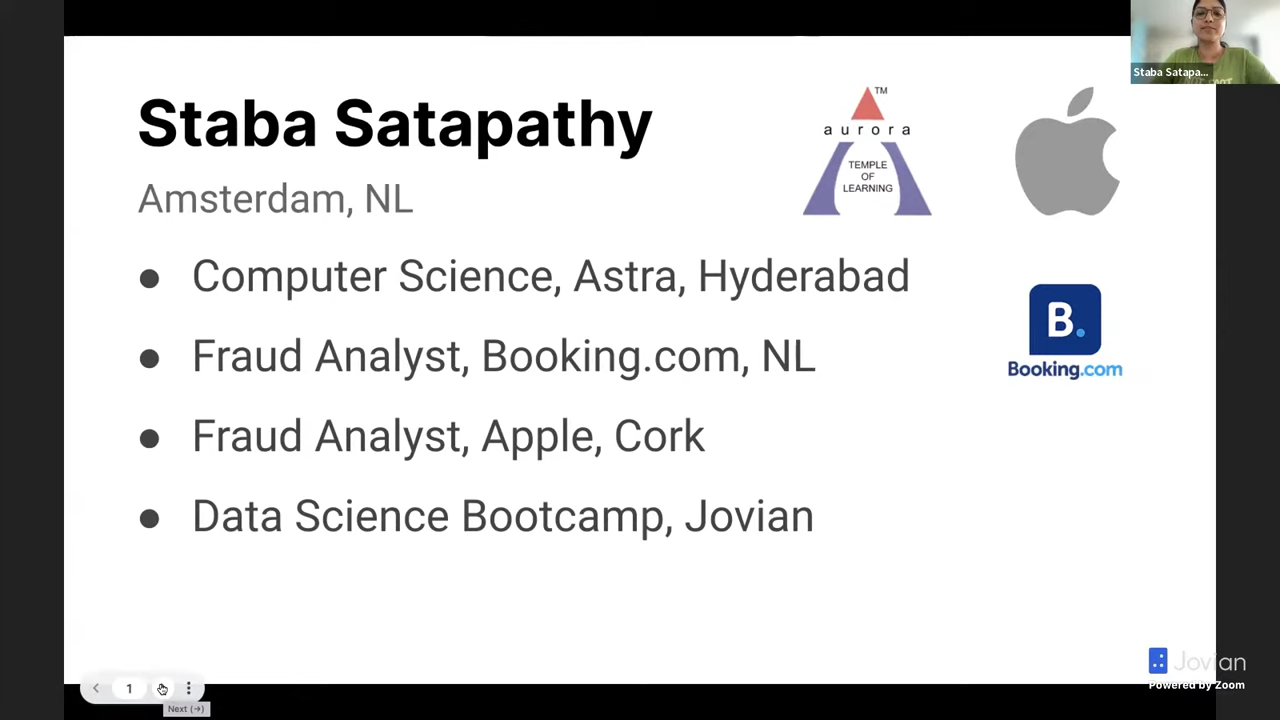 Staba Satapa...
Staba Satapathy
Amsterdam, NL
TM
aurora
TEMPLE
OF
LEARNING
● Computer Science, Astra, Hyderabad
● Fraud Analyst, Booking.com, NL
● Fraud Analyst, Apple, Cork
● Data Science Bootcamp, Jovian
B.
Booking.com
Jovian
Powered by Zoom
1
Next (→)